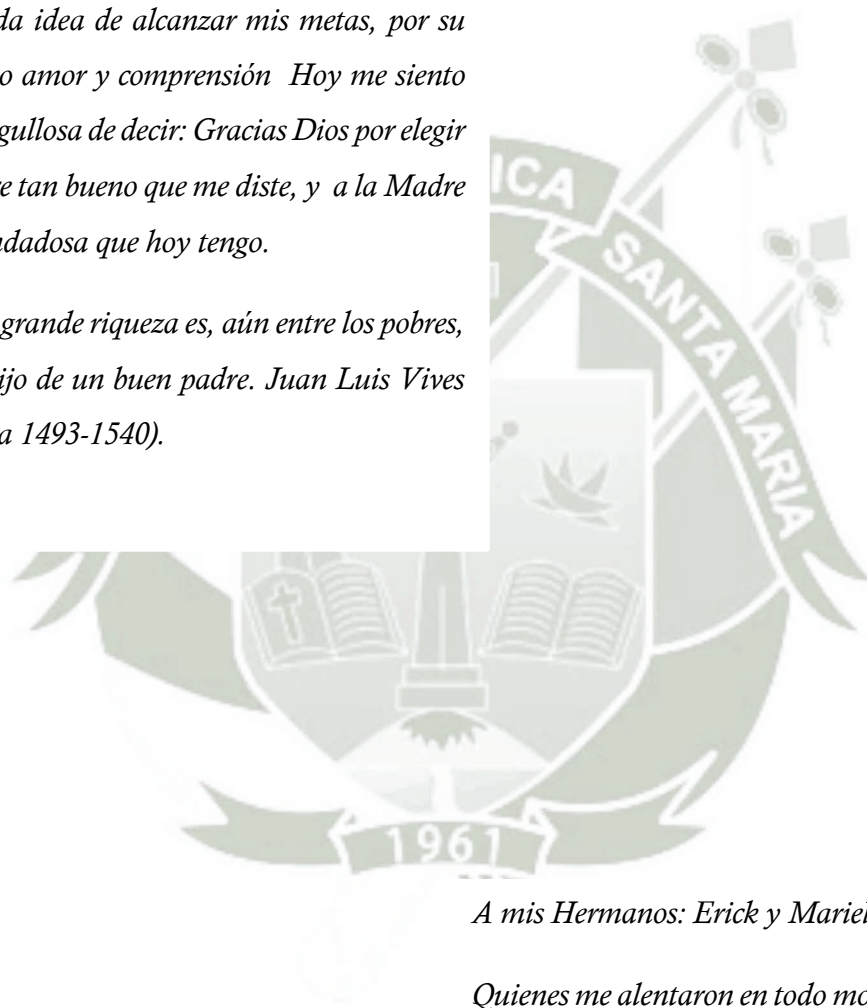 da idea de alcanzar mis metas, por su
o amor y comprensión Hoy me siento
gullosa de decir: Gracias Dios por elegir
e tan bueno que me diste, y a la Madre
ndadosa que hoy tengo.
grande riqueza es, aún entre los pobres,
ijo de un buen padre. Juan Luis Vives
a 1493-1540).
ICA
SANTA MARIA
1961
A mis Hermanos: Erick y Mariel
Quienes me alentaron en todo mo